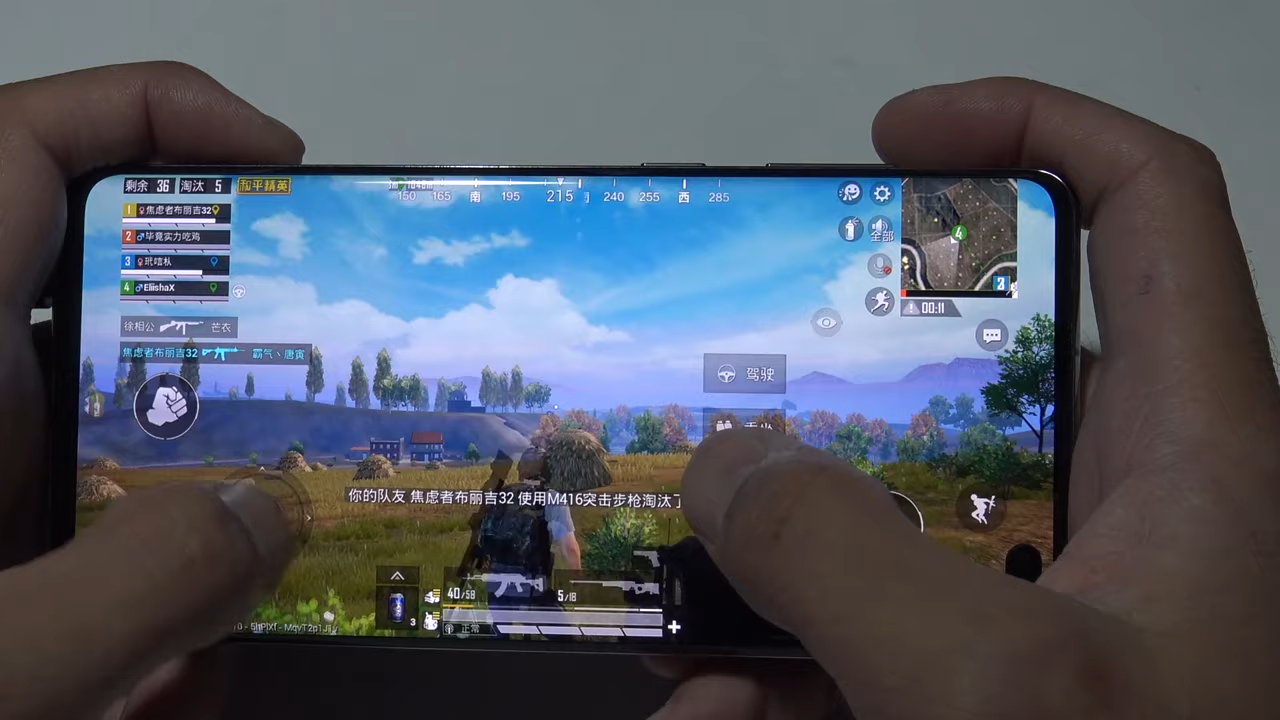 剩余 36 淘汰 5 和平精英
150 165 南 195 215 240 255 西 285
1 焦虑者布丽吉32
2 毕竟实力吃鸡
3
4 EliishaX
全部
4
3
00:11
徐相公 芒衣
焦虑者布丽吉32 霸气丶唐寅
驾驶
你的队友 焦虑者布丽吉32 使用M416突击步枪淘汰了
40/58
5/18
3
正常